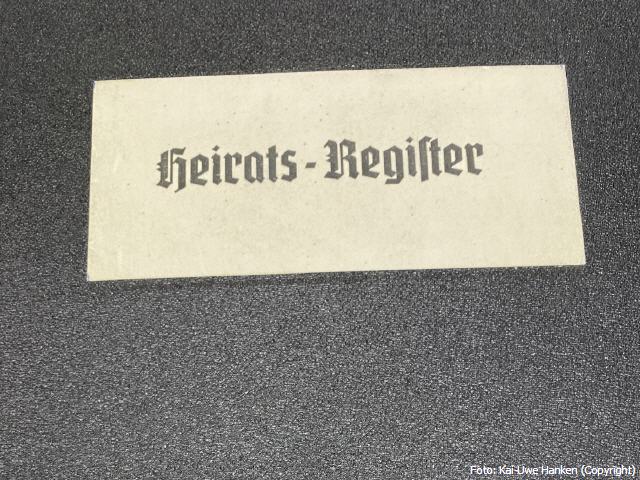 Heirats-Regiſter
Foto: Kai-Uwe Hanken (Copyright)